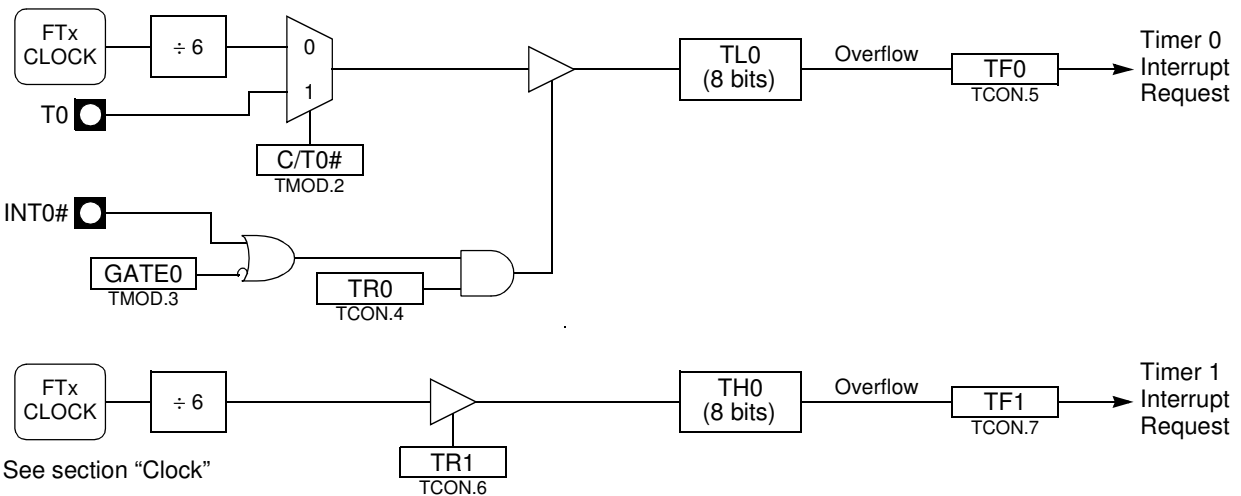 FTx
CLOCK
÷ 6
0
1
T0
C/T0#
TMOD.2
TL0
(8 bits)
Overflow
TF0
TCON.5
Timer 0
Interrupt
Request
INT0#
GATE0
TMOD.3
TR0
TCON.4
FTx
CLOCK
÷ 6
TR1
TCON.6
TH0
(8 bits)
Overflow
TF1
TCON.7
Timer 1
Interrupt
Request
See section “Clock”